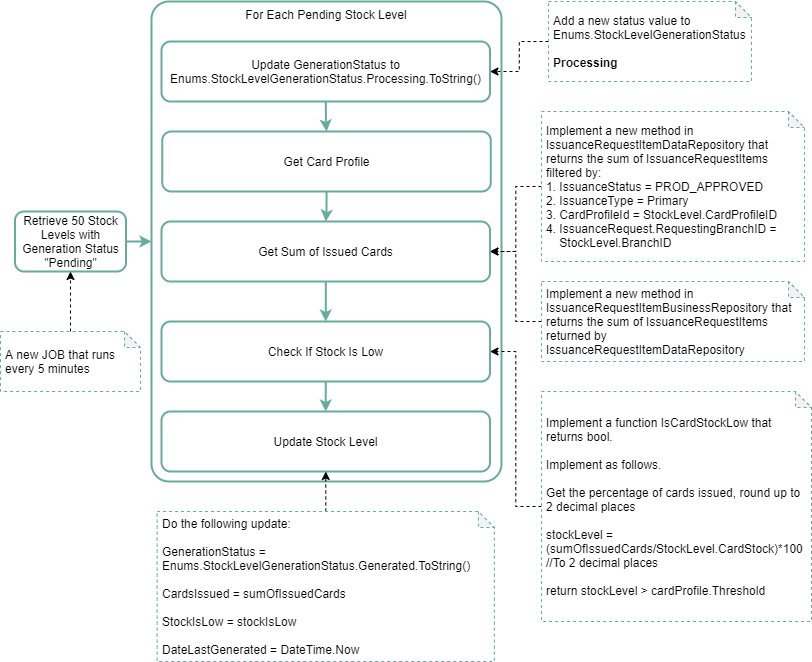 For Each Pending Stock Level
Update GenerationStatus to
Enums.StockLevelGenerationStatus.Processing.ToString()
Add a new status value to
Enums.StockLevelGenerationStatus
Processing
Get Card Profile
Implement a new method in
IssuanceRequestItemDataRepository that
returns the sum of IssuanceRequestItems
filtered by:
1. IssuanceStatus = PROD_APPROVED
2. IssuanceType = Primary
3. CardProfileId = StockLevel.CardProfileID
4. IssuanceRequest.RequestingBranchID =
StockLevel.BranchID
Retrieve 50 Stock
Levels with
Generation Status
"Pending"
Get Sum of Issued Cards
Implement a new method in
IssuanceRequestItemBusinessRepository that
returns the sum of IssuanceRequestItems
returned by
IssuanceRequestItemDataRepository
A new JOB that runs
every 5 minutes
Check If Stock Is Low
Implement a function IsCardStockLow that
returns bool.
Implement as follows.
Get the percentage of cards issued, round up to
2 decimal places
stockLevel =
(sumOfIssuedCards/StockLevel.CardStock)*100
//To 2 decimal places
return stockLevel > cardProfile.Threshold
Update Stock Level
Do the following update:
GenerationStatus =
Enums.StockLevelGenerationStatus.Generated.ToString()
CardsIssued = sumOfIssuedCards
StockIsLow = stockIsLow
DateLastGenerated = DateTime.Now